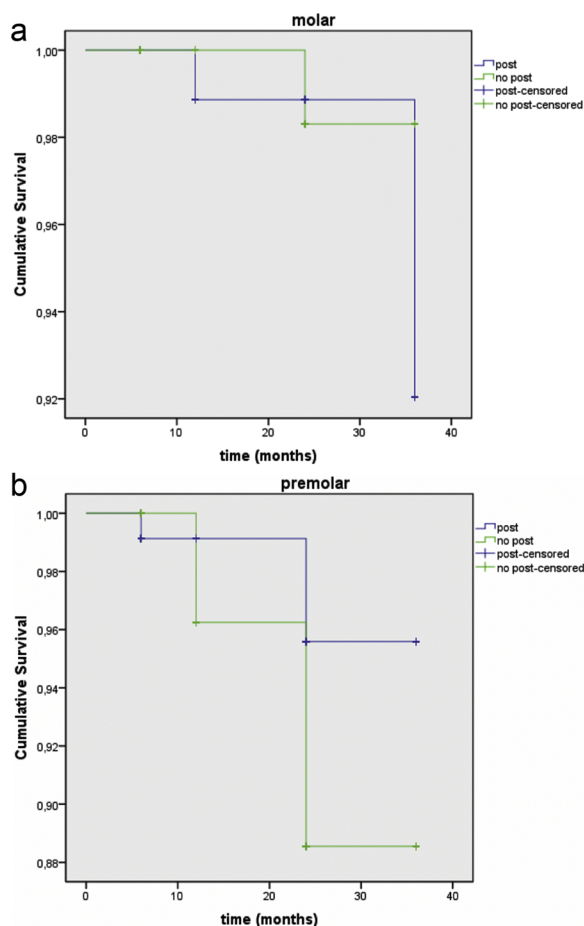 a
molar
1,00
0,98
0,96
0,94
0,92
Cumulative Survival
0 10 20 30 40
time (months)
post
no post
post-censored
no post-censored
b
premolar
1,00
0,98
0,96
0,94
0,92
0,90
0,88
Cumulative Survival
0 10 20 30 40
time (months)
post
no post
post-censored
no post-censored